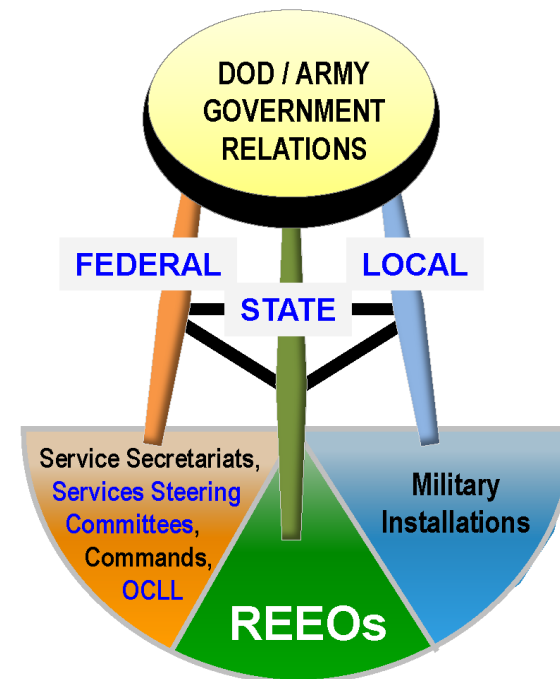 DOD / ARMY
GOVERNMENT
RELATIONS
FEDERAL
LOCAL
STATE
Service Secretariats,
Services Steering
Committees,
Commands,
OCLL
Military
Installations
REEOs